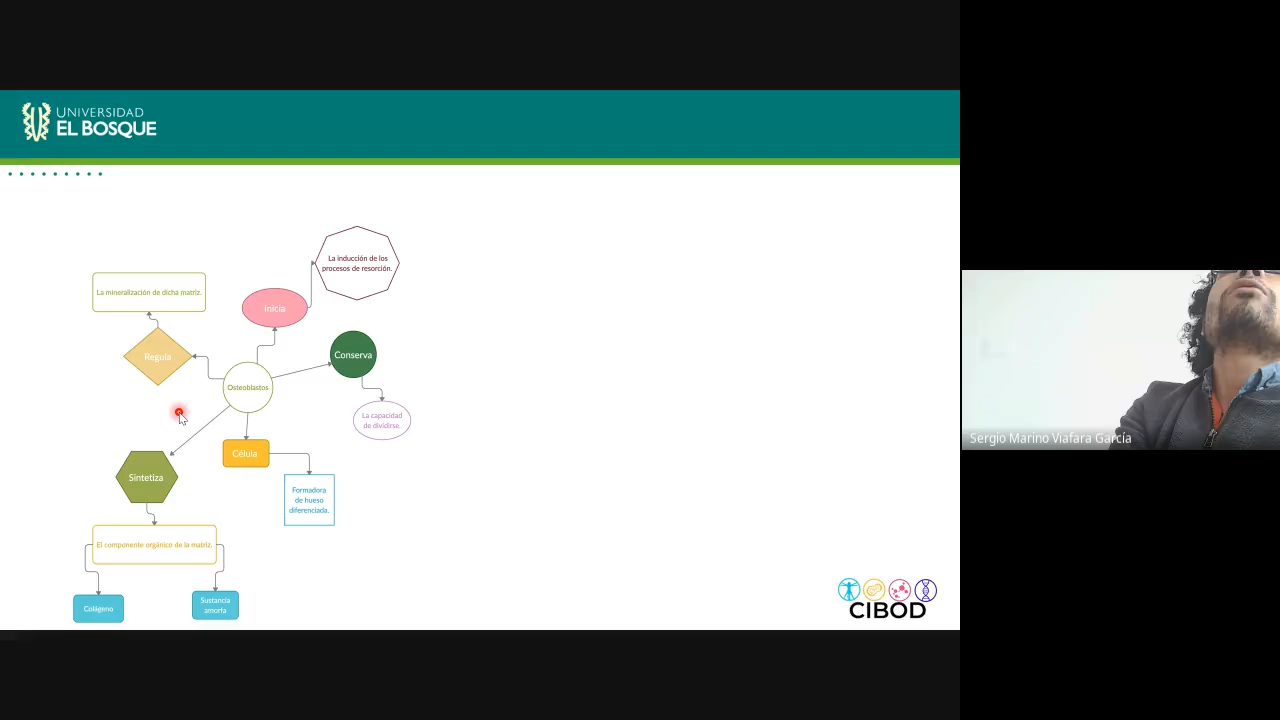 UNIVERSIDAD
EL BOSQUE
La inducción de los
procesos de resorción.
La mineralización de dicha matriz.
Inicia
Regula
Conserva
Osteoblastos
La capacidad
de dividirse.
Célula
Sintetiza
Formadora
de hueso
diferenciada.
El componente orgánico de la matriz.
Colágeno
Sustancia
amorfa
CIBOD
Sergio Marino Viafara García